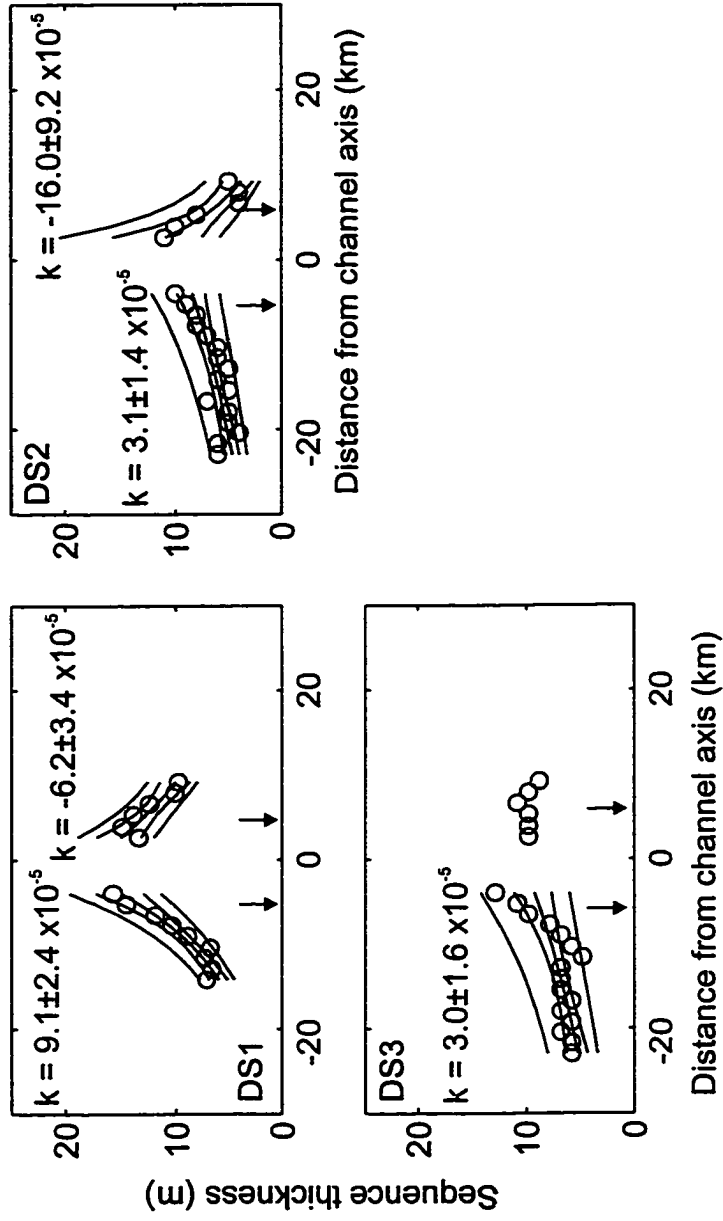 k = 9.1±2.4 x10-5
k = -6.2±3.4 x10-5
DS1
20
10
0
DS2
k = -16.0±9.2 x10-5
k = 3.1±1.4 x10-5
20
10
0
-20
0
20
Distance from channel axis (km)
DS3
k = 3.0±1.6 x10-5
20
10
0
-20
0
20
Distance from channel axis (km)
Sequence thickness (m)